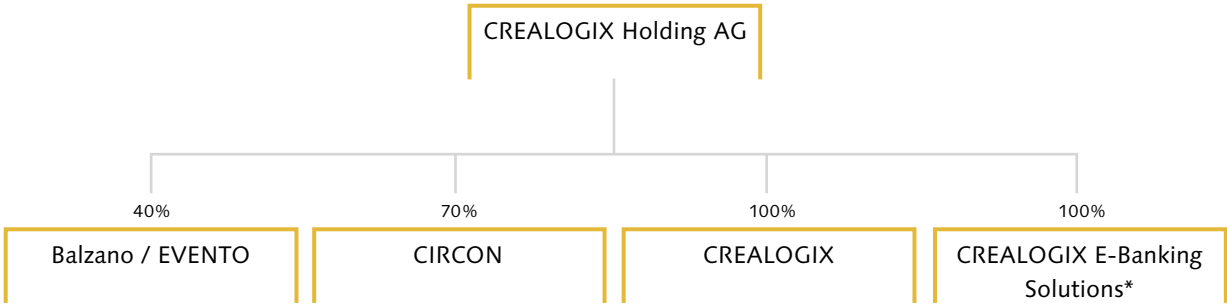 CREALOGIX Holding AG
40%
70%
100%
100%
Balzano / EVENTO
CIRCON
CREALOGIX
CREALOGIX E-Banking
Solutions*